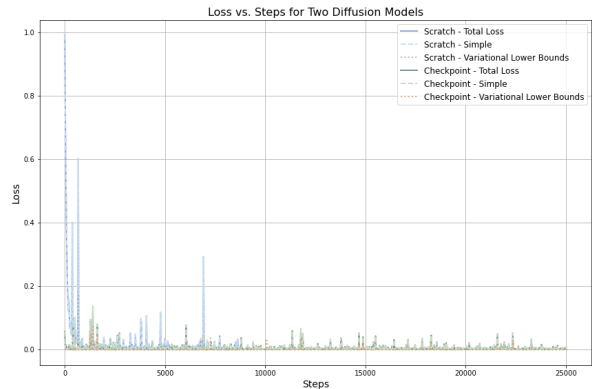 Loss vs. Steps for Two Diffusion Models
Scratch - Total Loss
Scratch - Simple
Scratch - Variational Lower Bounds
Checkpoint - Total Loss
Checkpoint - Simple
Checkpoint - Variational Lower Bounds
1.0
0.8
0.6
0.4
0.2
0.0
Loss
0
5000
10000
15000
20000
25000
Steps